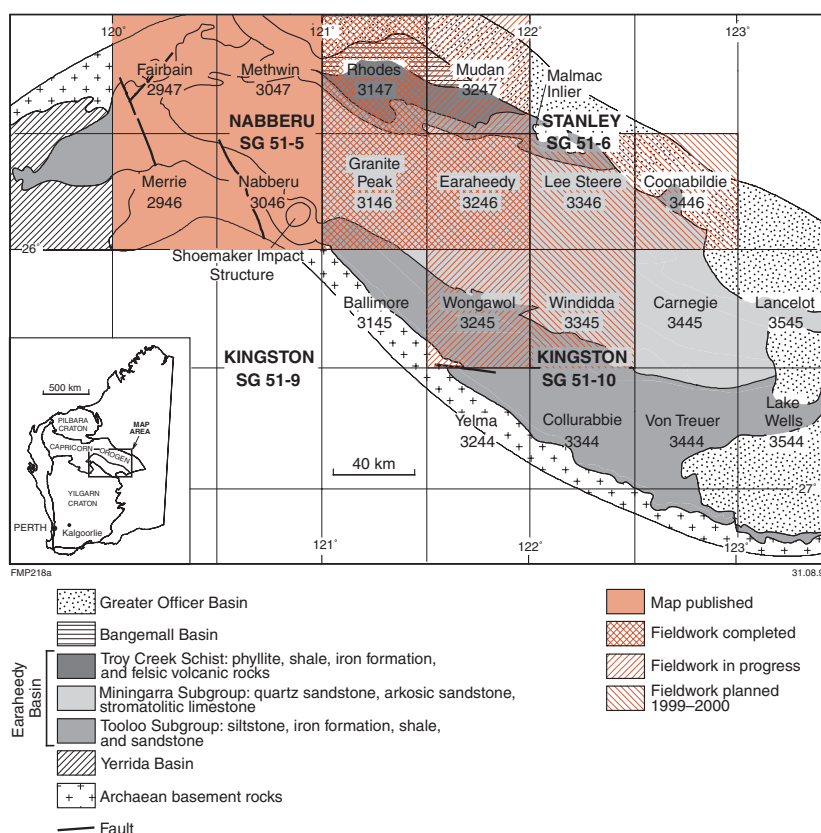 120˚ 121˚ 122˚ 123˚
Fairbain
2947
Methwin
3047
Rhodes
3147
Mudan
3247
Malmac
Inlier
NABBERU
SG 51-5
STANLEY
SG 51-6
Merrie
2946
Nabberu
3046
Granite
Peak
3146
Earaheedy
3246
Lee Steere
3346
Coonabildie
3446
26˚
Shoemaker Impact
Structure
Ballimore
3145
Wongawol
3245
Windidda
3345
Carnegie
3445
Lancelot
3545
KINGSTON
SG 51-9
KINGSTON
SG 51-10
Yelma
3244
Collurabbie
3344
Von Treuer
3444
Lake
Wells
3544
40 km
27˚
500 km
PILBARA
CRATON
MAP
AREA
CAPRICORN OROGEN
YILGARN
CRATON
PERTH
Kalgoorlie
121˚ 122˚ 123˚
FMP218a
31.08.9
Greater Officer Basin
Bangemall Basin
Earaheedy
Basin
Troy Creek Schist: phyllite, shale, iron formation,
and felsic volcanic rocks
Miningarra Subgroup: quartz sandstone, arkosic sandstone,
stromatolitic limestone
Tooloo Subgroup: siltstone, iron formation, shale,
and sandstone
Yerrida Basin
Archaean basement rocks
Fault
Map published
Fieldwork completed
Fieldwork in progress
Fieldwork planned
1999–2000